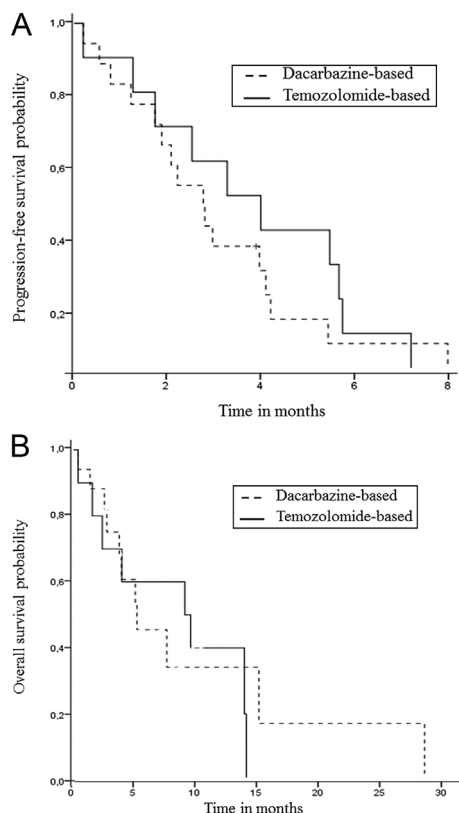 A
Progression-free survival probability
1,0
0,8
0,6
0,4
0,2
0
2
4
6
8
Time in months
Dacarbazine-based
Temozolomide-based
B
Overall survival probability
1,0
0,8
0,6
0,4
0,2
0,0
0
5
10
15
20
25
30
Time in months
Dacarbazine-based
Temozolomide-based